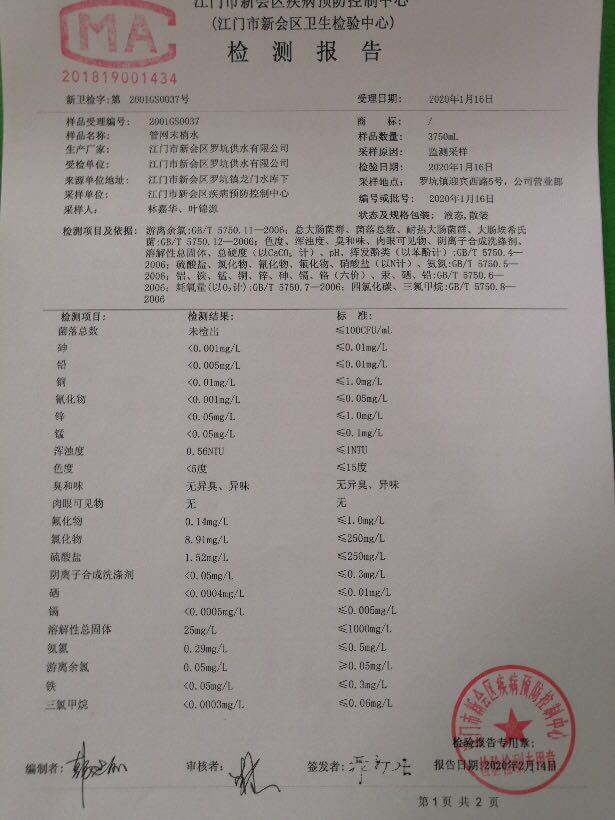 江门市新会区疾病预防控制中心
(江门市新会区卫生检验中心)
MA
检 测 报 告
201819001434
新卫检字:第 2001GS0037号 受理日期: 2020年1月16日
样品受理编号: 2001GS0037 商 标: /
样品名称: 管网末梢水 样品数量: 3750mL
生产厂家: 江门市新会区罗坑供水有限公司 采样原因: 监测采样
受检单位: 江门市新会区罗坑供水有限公司 检验日期: 2020年1月16日
来源单位地址: 江门市新会区罗坑镇龙门水库下 采样地点: 罗坑镇迎宾西路5号，公司营业部
采样单位: 江门市新会区疾病预防控制中心 编号或批号: 2020年1月16日
采样人: 林嘉华、叶锦源 状态及规格包装: 液态,散装
检测项目及依据: 游离余氯:GB/T 5750.11—2006; 总大肠菌群、菌落总数、耐热大肠菌群、大肠埃希氏
菌:GB/T 5750.12—2006; 色度、浑浊度、臭和味、肉眼可见物、阴离子合成洗涤剂、
溶解性总固体、总硬度（以CaCO₃ 计）、pH、挥发酚类（以苯酚计）:GB/T 5750.4—
2006; 硫酸盐、氯化物、氰化物、氟化物、硝酸盐（以N计）、氨氮:GB/T 5750.5—
2006; 铝、铁、锰、铜、锌、砷、镉、铬（六价）、汞、硒、铅:GB/T 5750.6—
2006; 耗氧量(以O₂计):GB/T 5750.7—2006; 四氯化碳、三氯甲烷:GB/T 5750.8—
2006
检测项目: 检测结果: 标 准:
菌落总数 未检出 ≤100CFU/mL
砷 <0.001mg/L ≤0.01mg/L
铅 <0.005mg/L ≤0.01mg/L
铜 <0.01mg/L ≤1.0mg/L
氰化物 <0.001mg/L ≤0.05mg/L
锌 <0.05mg/L ≤1.0mg/L
锰 <0.05mg/L ≤0.1mg/L
浑浊度 0.56NTU ≤1NTU
色度 <5度 ≤15度
臭和味 无异臭、异味 无异臭、异味
肉眼可见物 无 无
氟化物 0.14mg/L ≤1.0mg/L
氯化物 8.91mg/L ≤250mg/L
硫酸盐 1.52mg/L ≤250mg/L
阴离子合成洗涤剂 <0.05mg/L ≤0.3mg/L
硒 <0.0004mg/L ≤0.01mg/L
镉 <0.0005mg/L ≤0.005mg/L
溶解性总固体 25mg/L ≤1000mg/L
氨氮 0.29mg/L ≤0.5mg/L
游离余氯 0.05mg/L ≥0.05mg/L
铁 <0.05mg/L ≤0.3mg/L
三氯甲烷 <0.0003mg/L ≤0.06mg/L
江门市新会区疾病预防控制中心
检验检测专用章
检验报告专用章:
编制者: 审核者: 签发者: 报告日期:2020年2月14日
第1页 共 2 页